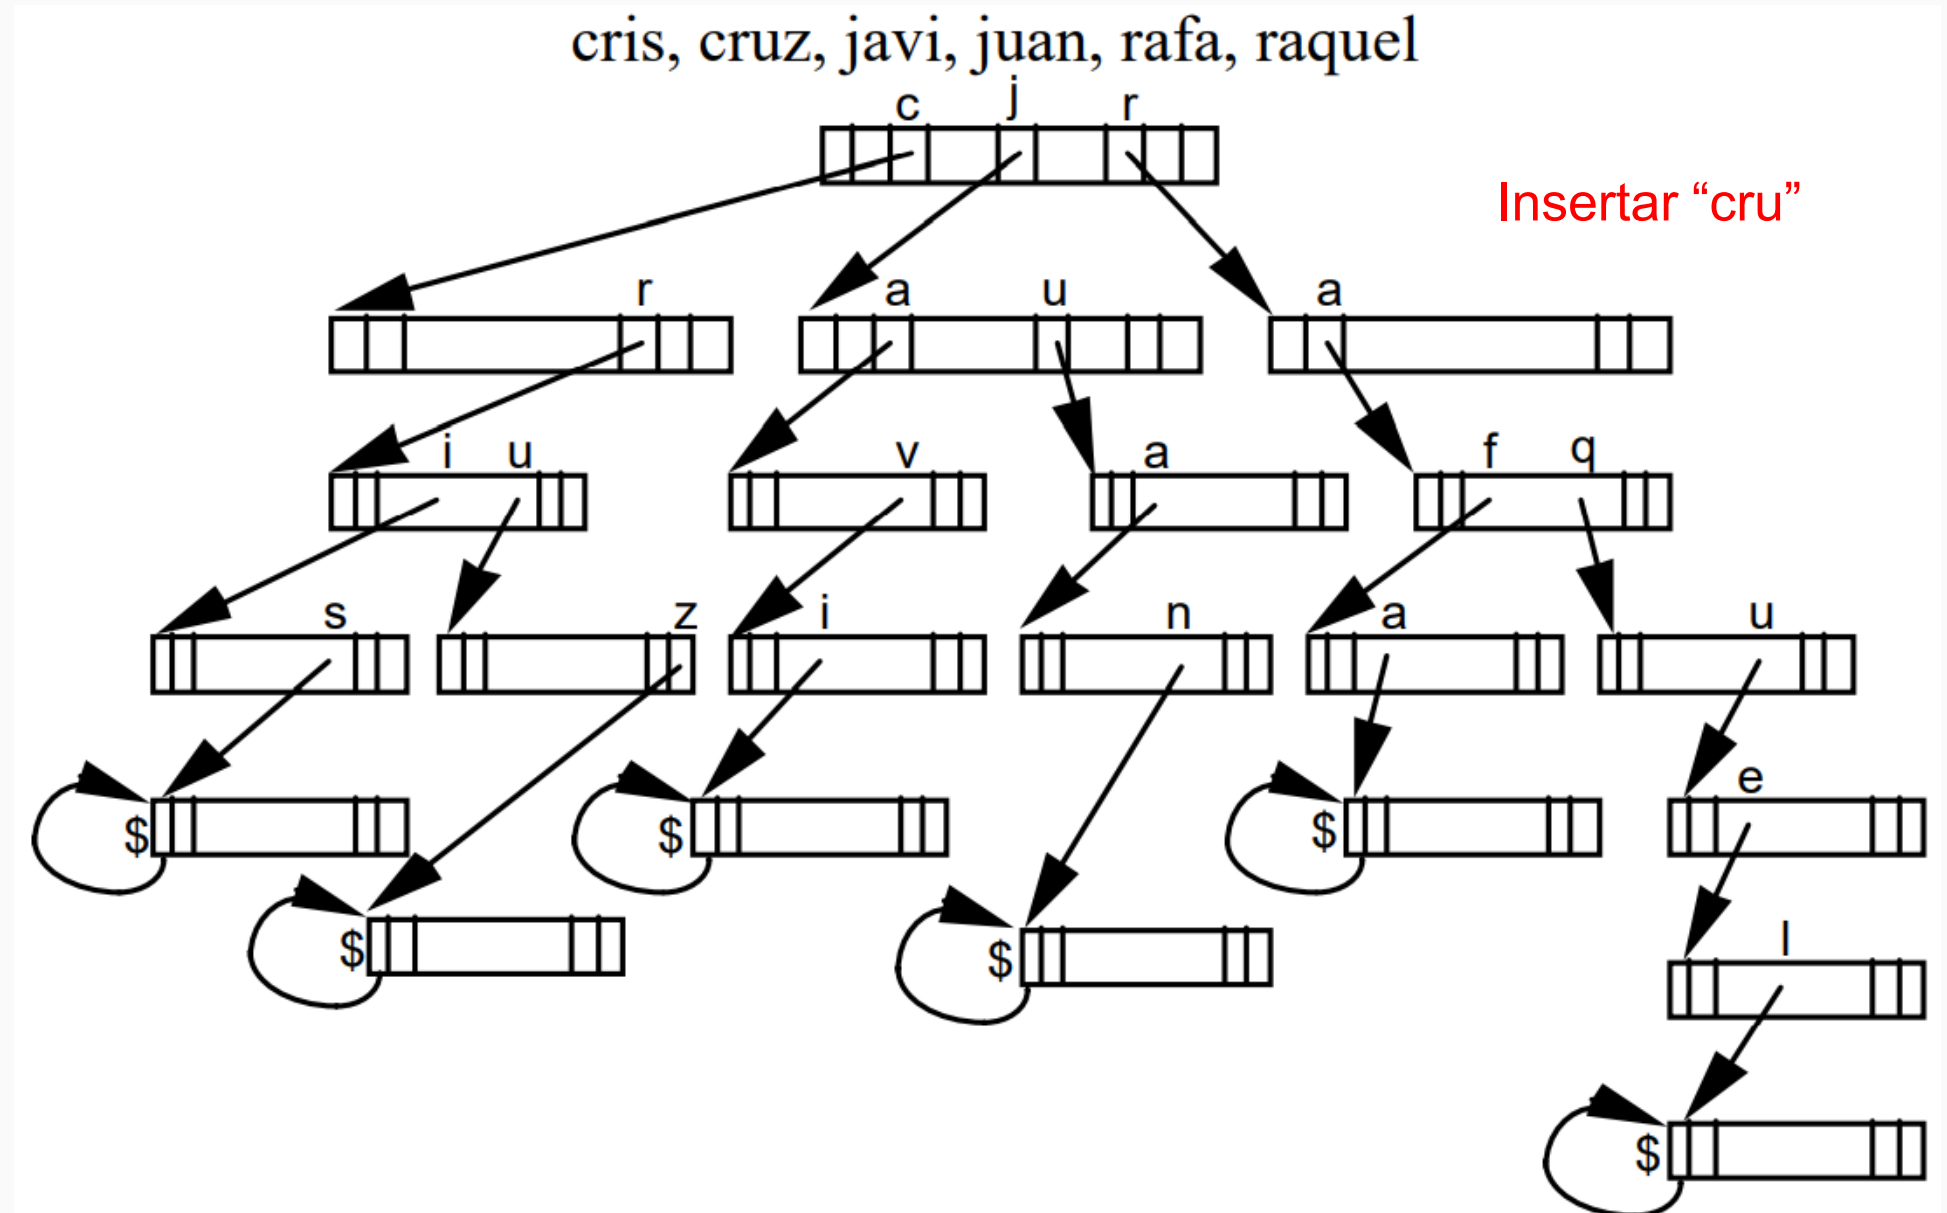 cris, cruz, javi, juan, rafa, raquel
c j r
Insertar “cru”
r a u a
i u v a f q
s z i n a u
$ $ $ e
$ $ l
$